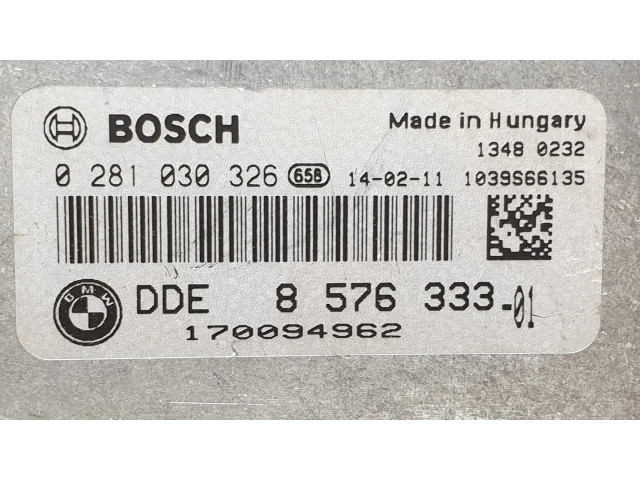 BOSCH Made in Hungary
1348 0232
0 281 030 326 658 14-02-11 1039S66135
BMW DDE 8 576 333-01
170094962